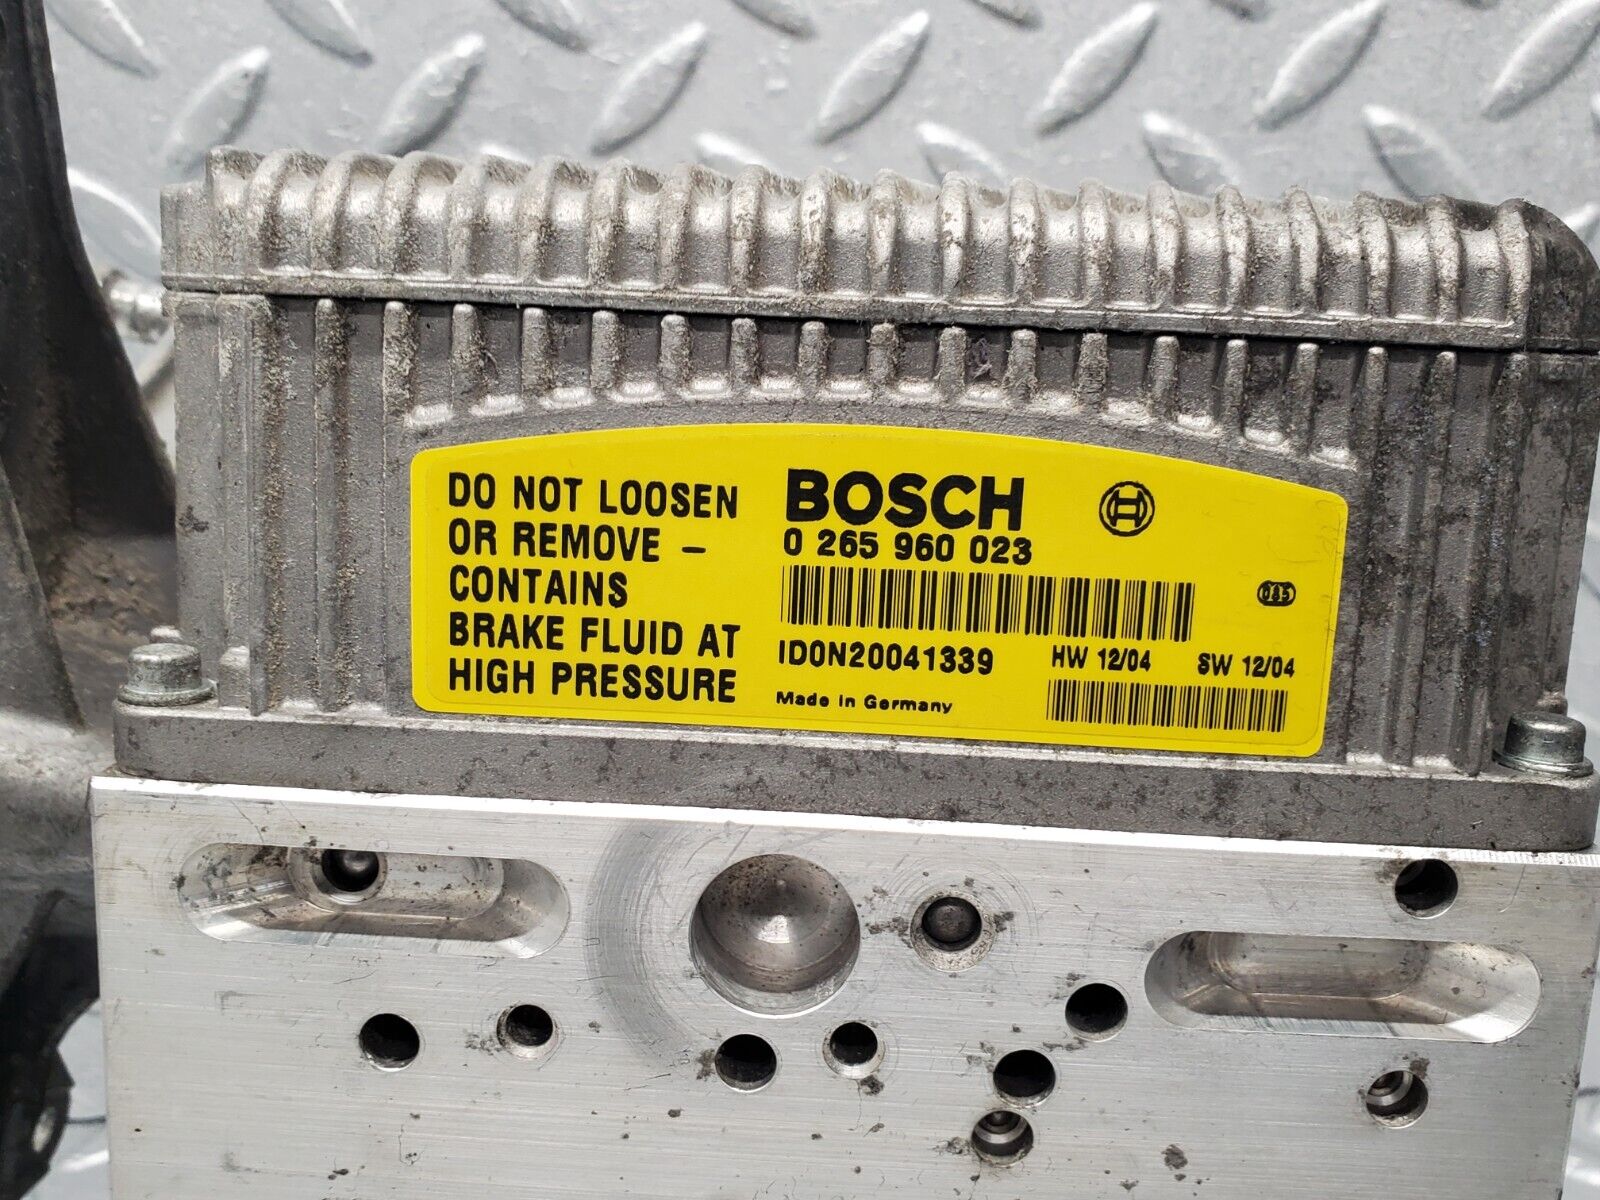 DO NOT LOOSEN
OR REMOVE –
CONTAINS
BRAKE FLUID AT
HIGH PRESSURE
BOSCH
0 265 960 023
035
ID0N20041339
HW 12/04
SW 12/04
Made in Germany